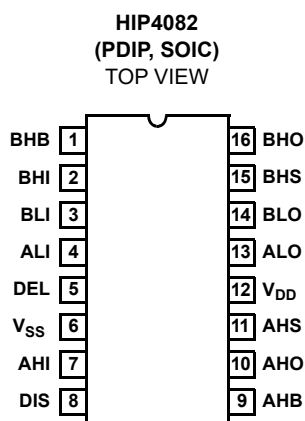 HIP4082
(PDIP, SOIC)
TOP VIEW
BHB 1 16 BHO
BHI 2 15 BHS
BLI 3 14 BLO
ALI 4 13 ALO
DEL 5 12 VDD
VSS 6 11 AHS
AHI 7 10 AHO
DIS 8 9 AHB